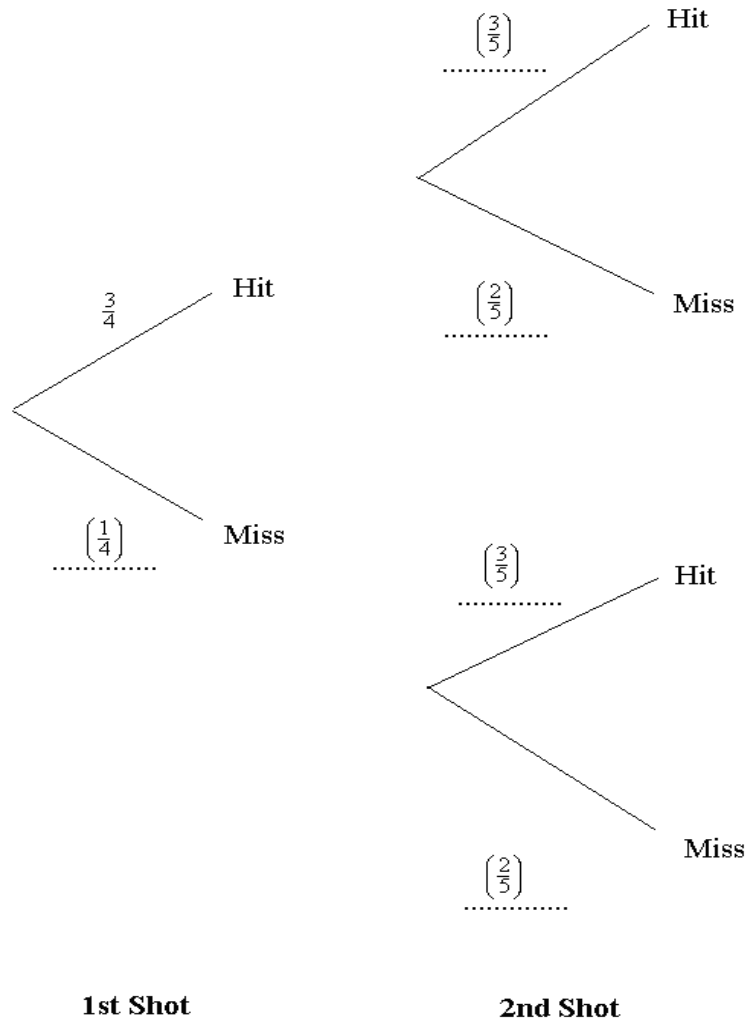 (3/5)
Hit
3/4
Hit
(2/5)
Miss
(1/4)
Miss
(3/5)
Hit
(2/5)
Miss
1st Shot
2nd Shot